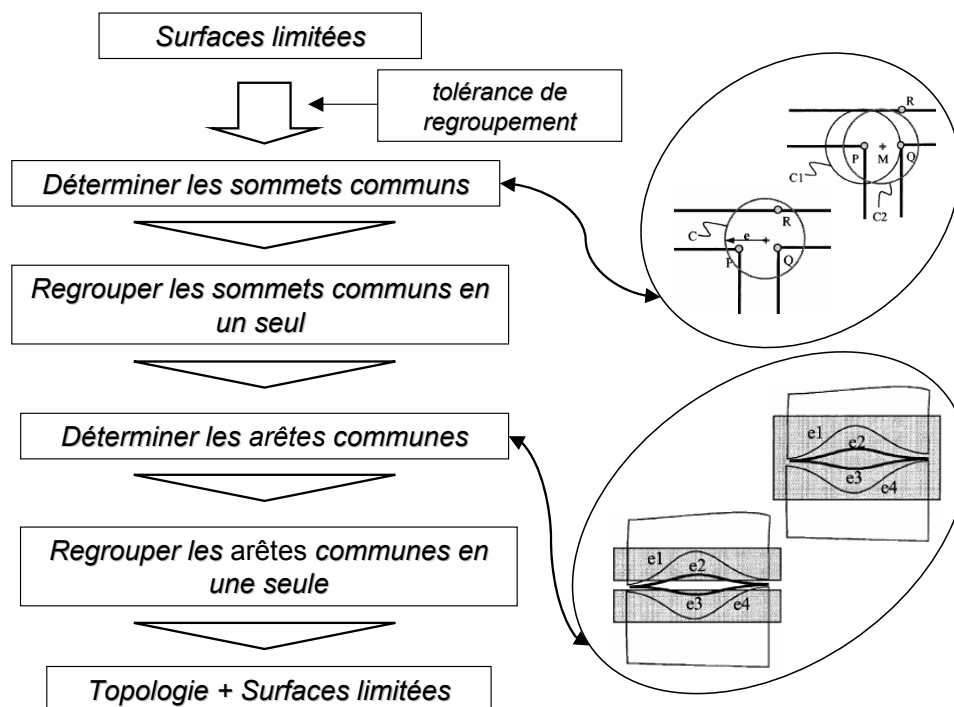 Surfaces limitées
tolérance de
regroupement
Déterminer les sommets communs
Regrouper les sommets communs en
un seul
Déterminer les arêtes communes
Regrouper les arêtes communes en
une seule
Topologie + Surfaces limitées
R
P M Q
C1
C2
R
C
e
P Q
e1
e2
e3
e4
e1
e2
e3 e4